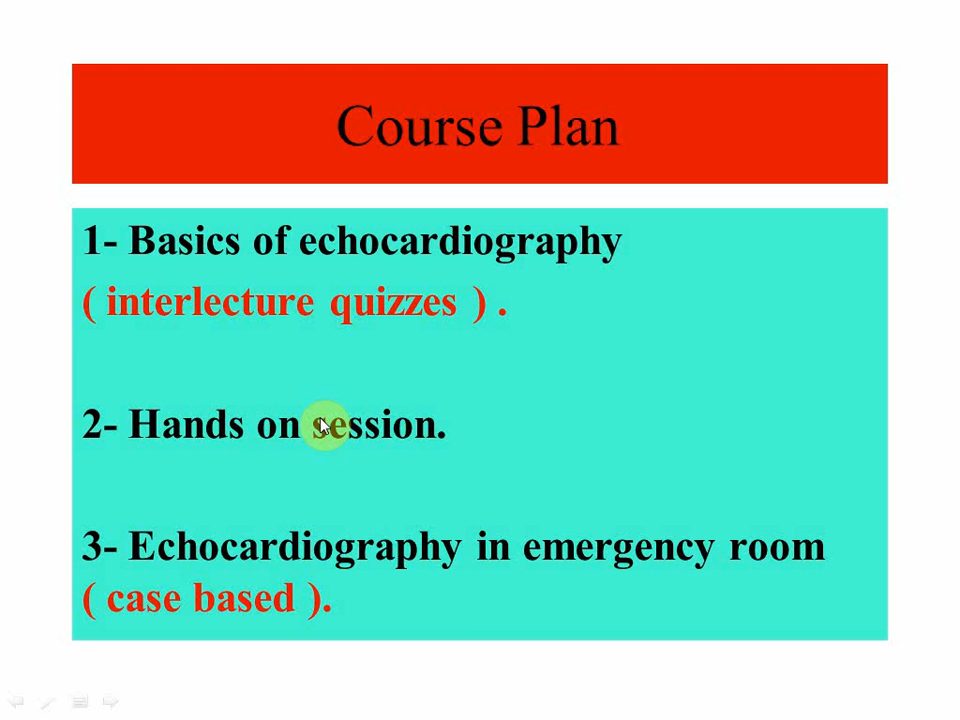 Course Plan
1- Basics of echocardiography
( interlecture quizzes ) .
2- Hands on session.
3- Echocardiography in emergency room
( case based ).